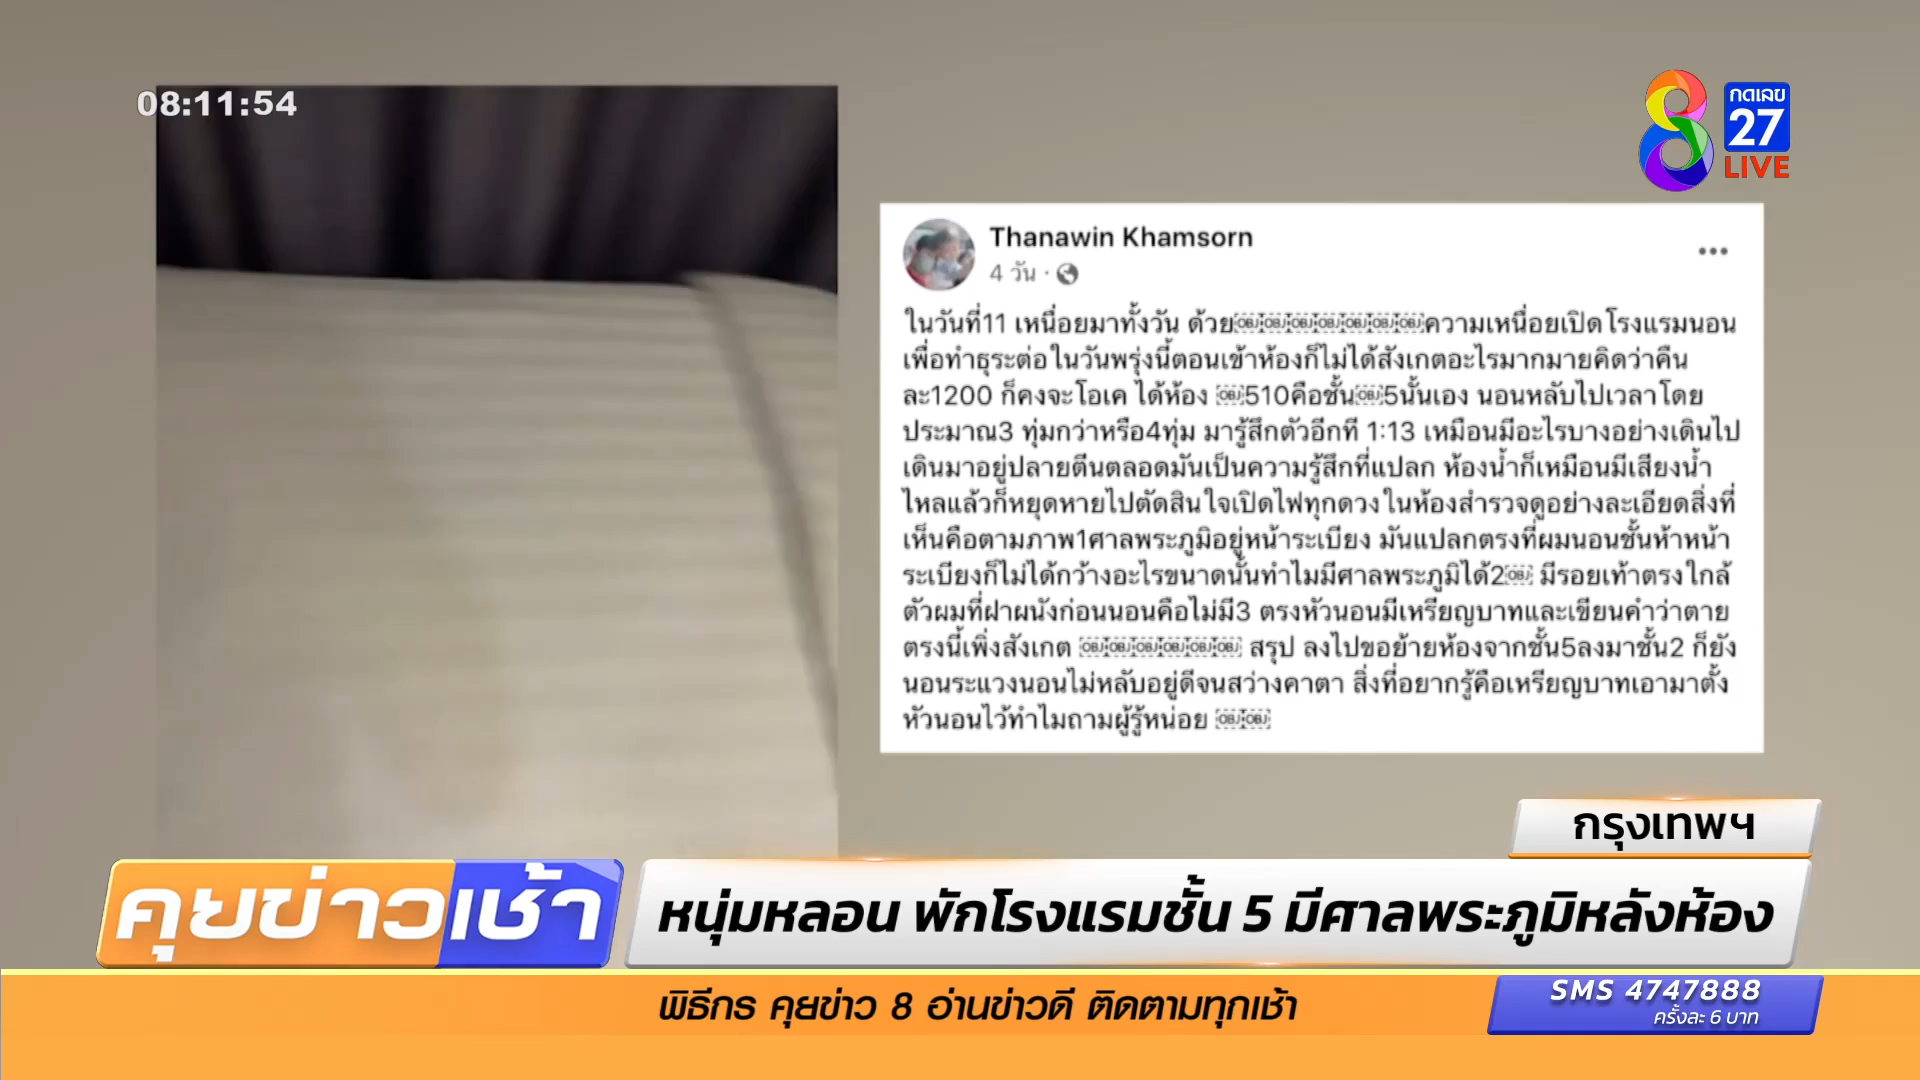 08:11:54
กดเลข
27
LIVE
Thanawin Khamsorn
4 วัน ·
ในวันที่11 เหนื่อยมาทั้งวัน ด้วยOBJOBJOBJOBJOBJOBJOBJความเหนื่อยเปิดโรงแรมนอน
เพื่อทำธุระต่อในวันพรุ่งนี้ตอนเข้าห้องก็ไม่ได้สังเกตอะไรมากมายคิดว่าคืน
ละ1200 ก็คงจะโอเค ได้ห้อง OBJ510คือชั้นOBJ5นั้นเอง นอนหลับไปเวลาโดย
ประมาณ3 ทุ่มกว่าหรือ4ทุ่ม มารู้สึกตัวอีกที 1:13 เหมือนมีอะไรบางอย่างเดินไป
เดินมาอยู่ปลายตีนตลอดมันเป็นความรู้สึกที่แปลก ห้องน้ำก็เหมือนมีเสียงน้ำ
ไหลแล้วก็หยุดหายไปตัดสินใจเปิดไฟทุกดวงในห้องสำรวจดูอย่างละเอียดสิ่งที่
เห็นคือตามภาพ1ศาลพระภูมิอยู่หน้าระเบียง มันแปลกตรงที่ผมนอนชั้นห้าหน้า
ระเบียงก็ไม่ได้กว้างอะไรขนาดนั้นทำไมมีศาลพระภูมิได้2OBJ มีรอยเท้าตรงใกล้
ตัวผมที่ฝาผนังก่อนนอนคือไม่มี3 ตรงหัวนอนมีเหรียญบาทและเขียนคำว่าตาย
ตรงนี้เพิ่งสังเกต OBJOBJOBJOBJOBJOBJ สรุป ลงไปขอย้ายห้องจากชั้น5ลงมาชั้น2 ก็ยัง
นอนระแวงนอนไม่หลับอยู่ดีจนสว่างคาตา สิ่งที่อยากรู้คือเหรียญบาทเอามาตั้ง
หัวนอนไว้ทำไมถามผู้รู้หน่อย OBJOBJ
กรุงเทพฯ
คุยข่าวเช้า
หนุ่มหลอน พักโรงแรมชั้น 5 มีศาลพระภูมิหลังห้อง
พิธีกร คุยข่าว 8 อ่านข่าวดี ติดตามทุกเช้า
SMS 4747888
ครั้งละ 6 บาท